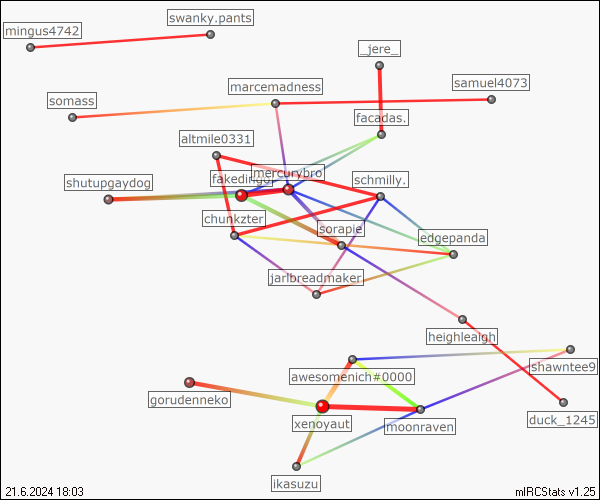 swanky.pants
mingus4742
_jere_
marcemadness
samuel4073
somass
facadas.
altmile0331
mercurybro
shutupgaydog
fakedingo
schmilly.
chunkzter
sorapie
edgepanda
jarlbreadmaker
heighleaigh
shawntee9
awesomenich#0000
gorudenneko
xenoyaut
moonraven
duck_1245
ikasuzu
21.6.2024 18:03
mIRCStats v1.25